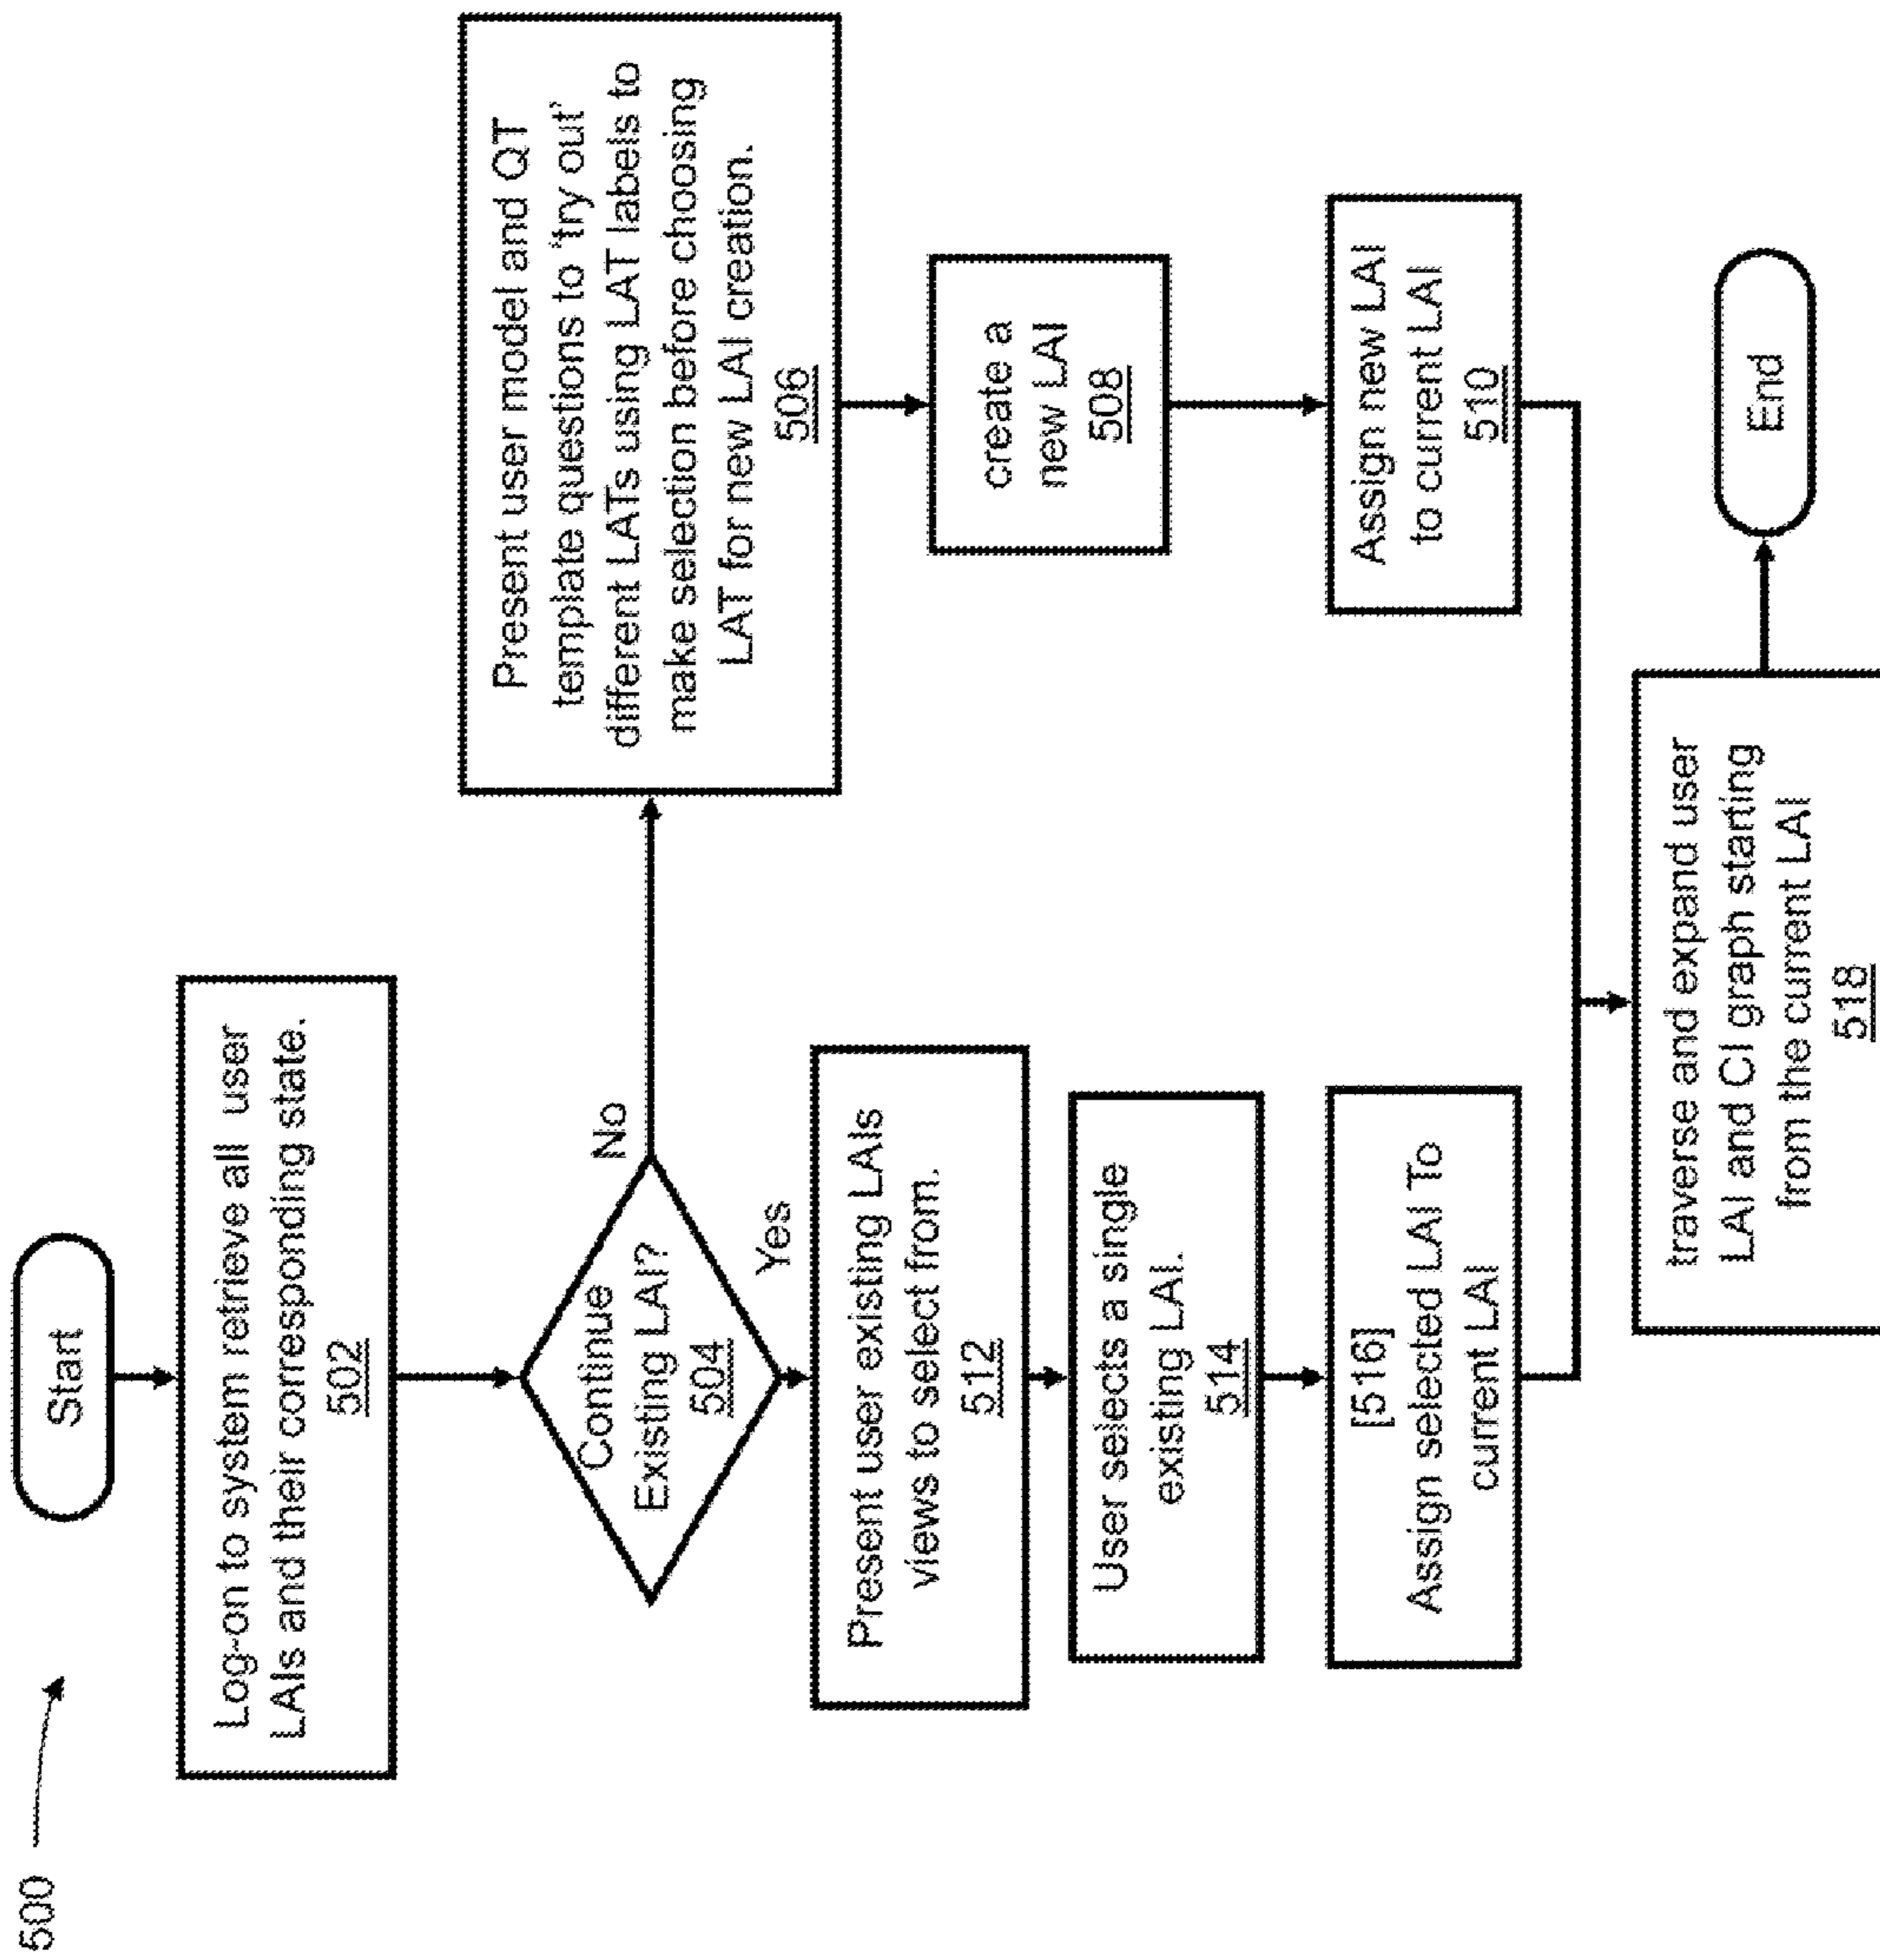 500
Start
Log-on to system retrieve all user
LAIs and their corresponding state.
502
Continue
Existing LAI?
504
No
Yes
Present user model and QT
template questions to 'try out'
different LATs using LAT labels to
make selection before choosing
LAT for new LAI creation.
506
create a
new LAI
508
Assign new LAI
to current LAI
510
Present user existing LAIs
views to select from.
512
User selects a single
existing LAI.
514
[516]
Assign selected LAI To
current LAI
traverse and expand user
LAI and CI graph starting
from the current LAI
518
End